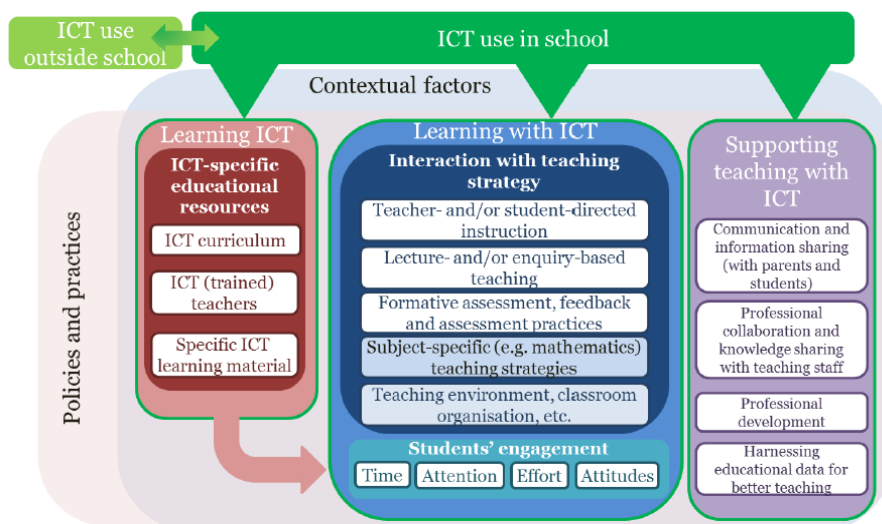 ICT use
outside school
ICT use in school
Contextual factors
Policies and practices
Learning ICT
ICT-specific
educational
resources
ICT curriculum
ICT (trained)
teachers
Specific ICT
learning material
Learning with ICT
Interaction with teaching
strategy
Teacher- and/or student-directed
instruction
Lecture- and/or enquiry-based
teaching
Formative assessment, feedback
and assessment practices
Subject-specific (e.g. mathematics)
teaching strategies
Teaching environment, classroom
organisation, etc.
Students' engagement
Time
Attention
Effort
Attitudes
Supporting
teaching with
ICT
Communication and
information sharing
(with parents and
students)
Professional
collaboration and
knowledge sharing
with teaching staff
Professional
development
Harnessing
educational data for
better teaching